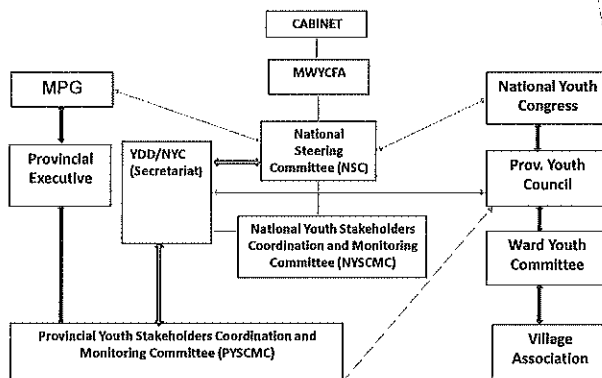 CABINET
MWYCFA
MPG
National Youth
Congress
National
Steering
Committee (NSC)
YDD/NYC
(Secretariat)
Provincial
Executive
Prov. Youth
Council
National Youth Stakeholders
Coordination and Monitoring
Committee (NYSCMC)
Ward Youth
Committee
Provincial Youth Stakeholders Coordination and
Monitoring Committee (PYSCMC)
Village
Association